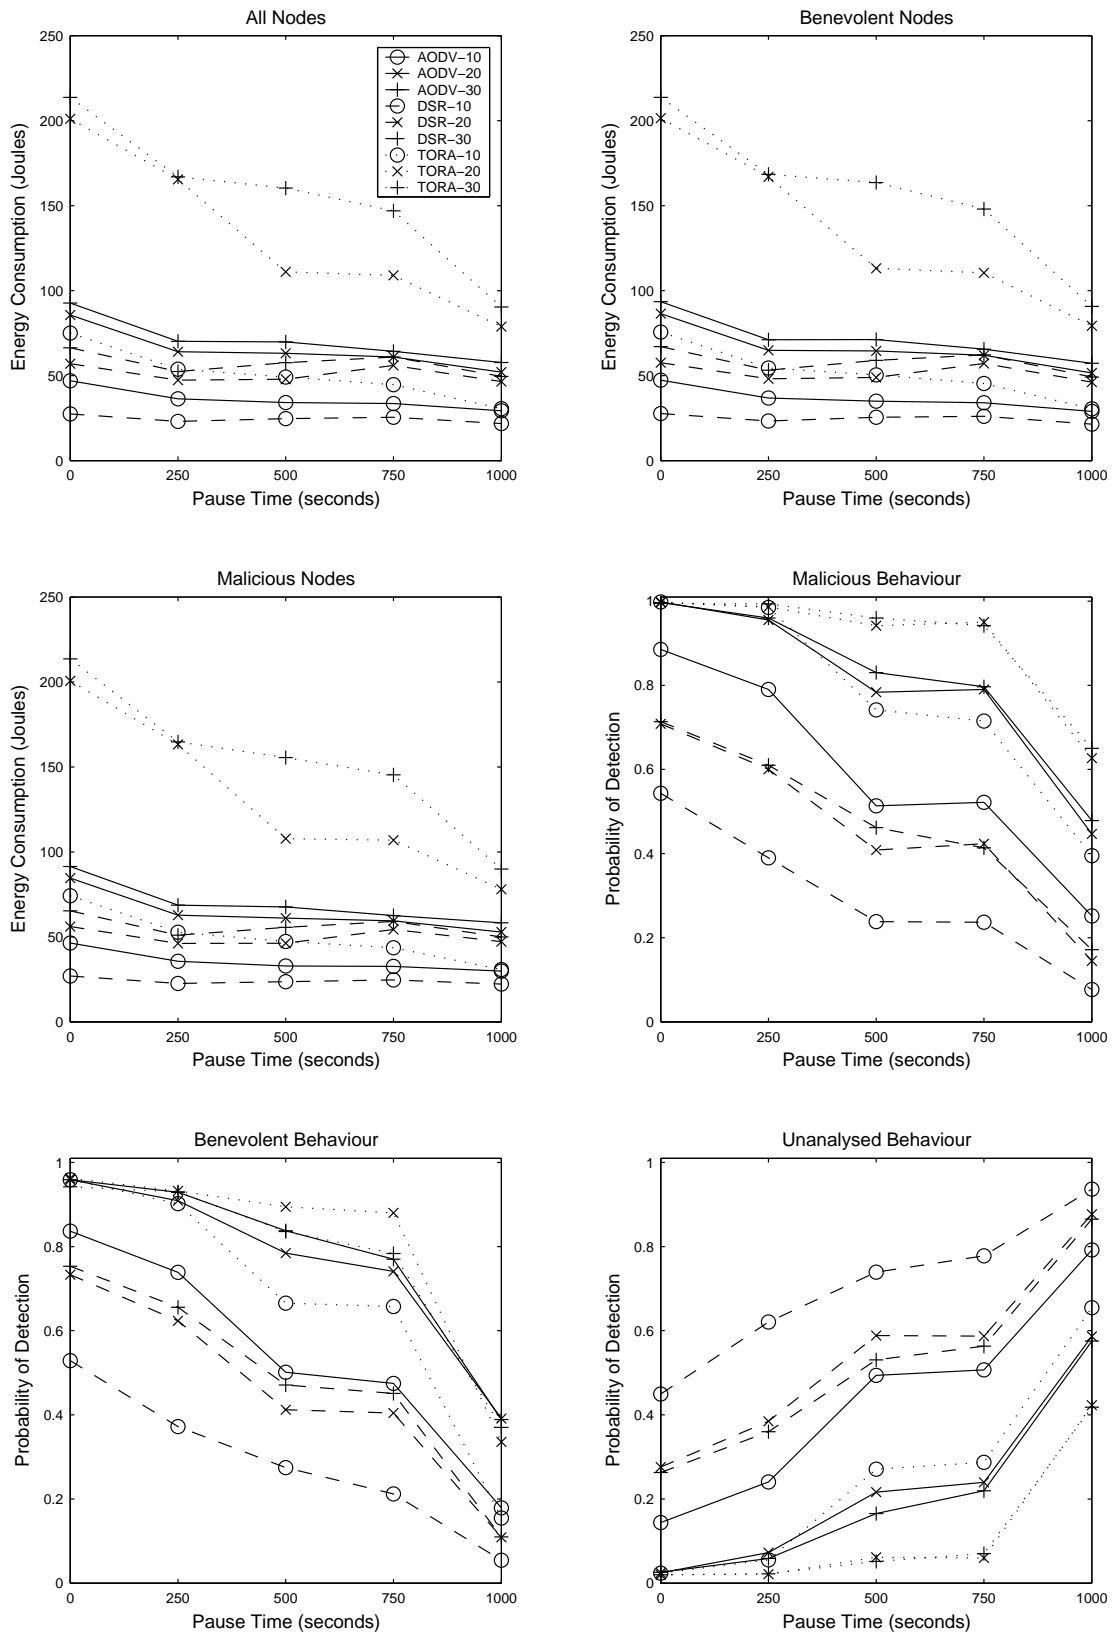 All Nodes
250
200
150
100
50
0
0 250 500 750 1000
Energy Consumption (Joules)
Pause Time (seconds)
AODV−10
AODV−20
AODV−30
DSR−10
DSR−20
DSR−30
TORA−10
TORA−20
TORA−30
Benevolent Nodes
250
200
150
100
50
0
0 250 500 750 1000
Energy Consumption (Joules)
Pause Time (seconds)
Malicious Nodes
250
200
150
100
50
0
0 250 500 750 1000
Energy Consumption (Joules)
Pause Time (seconds)
Malicious Behaviour
1
0.8
0.6
0.4
0.2
0
0 250 500 750 1000
Probability of Detection
Pause Time (seconds)
Benevolent Behaviour
1
0.8
0.6
0.4
0.2
0
0 250 500 750 1000
Probability of Detection
Pause Time (seconds)
Unanalysed Behaviour
1
0.8
0.6
0.4
0.2
0
0 250 500 750 1000
Probability of Detection
Pause Time (seconds)